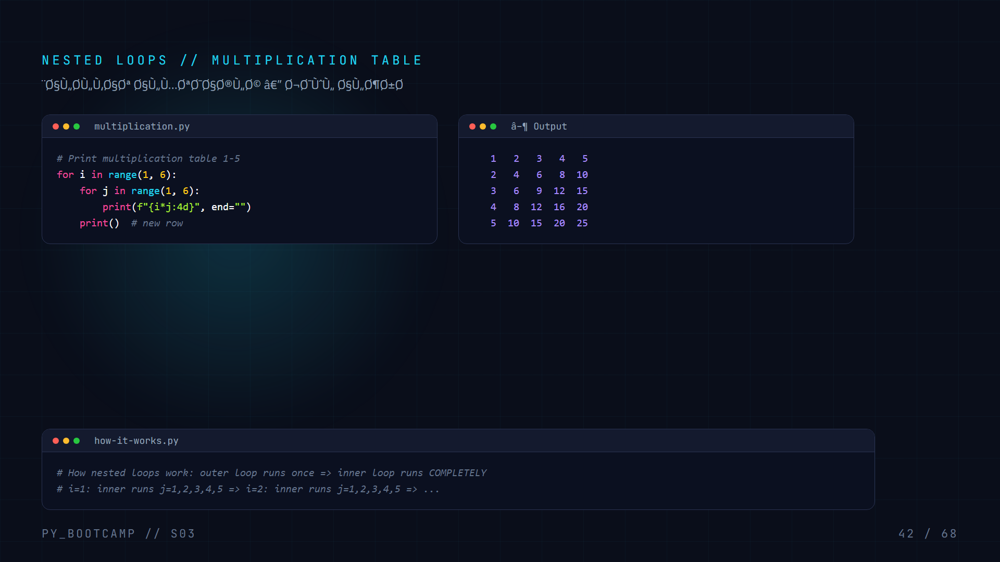 NESTED LOOPS // MULTIPLICATION TABLE
¨Ø§Ù„ØÙ„Ù‚Ø§Øª Ø§Ù„Ù…ØªØ¯Ø§Ø®Ù„Ø© â€” Ø¬Ø¯ÙˆÙ„ Ø§Ù„Ø¶Ø±Ø
multiplication.py
# Print multiplication table 1-5
for i in range(1, 6):
    for j in range(1, 6):
        print(f"{i*j:4d}", end="")
    print()  # new row
â–¶ Output
   1   2   3   4   5
   2   4   6   8  10
   3   6   9  12  15
   4   8  12  16  20
   5  10  15  20  25
how-it-works.py
# How nested loops work: outer loop runs once => inner loop runs COMPLETELY
# i=1: inner runs j=1,2,3,4,5 => i=2: inner runs j=1,2,3,4,5 => ...
PY_BOOTCAMP // S03
42 / 68